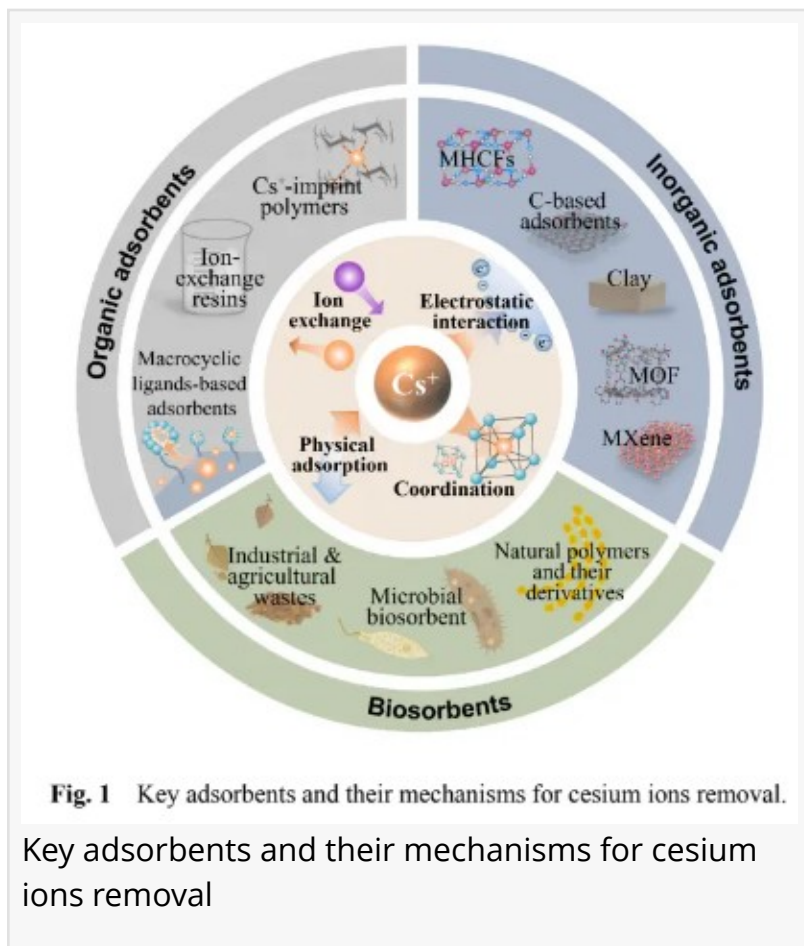 Organic adsorbents
Cs⁺-imprint
polymers
Ion-
exchange
resins
Macrocyclic
ligands-based
adsorbents
Inorganic adsorbents
MHCFs
C-based
adsorbents
Clay
MOF
MXene
Ion
exchange
Electrostatic
interaction
e⁻
e⁻
e⁻
Cs⁺
Physical
adsorption
Coordination
Industrial &
agricultural
wastes
Microbial
biosorbent
Natural polymers
and their
derivatives
Biosorbents
Fig. 1 Key adsorbents and their mechanisms for cesium ions removal.
Key adsorbents and their mechanisms for cesium
ions removal